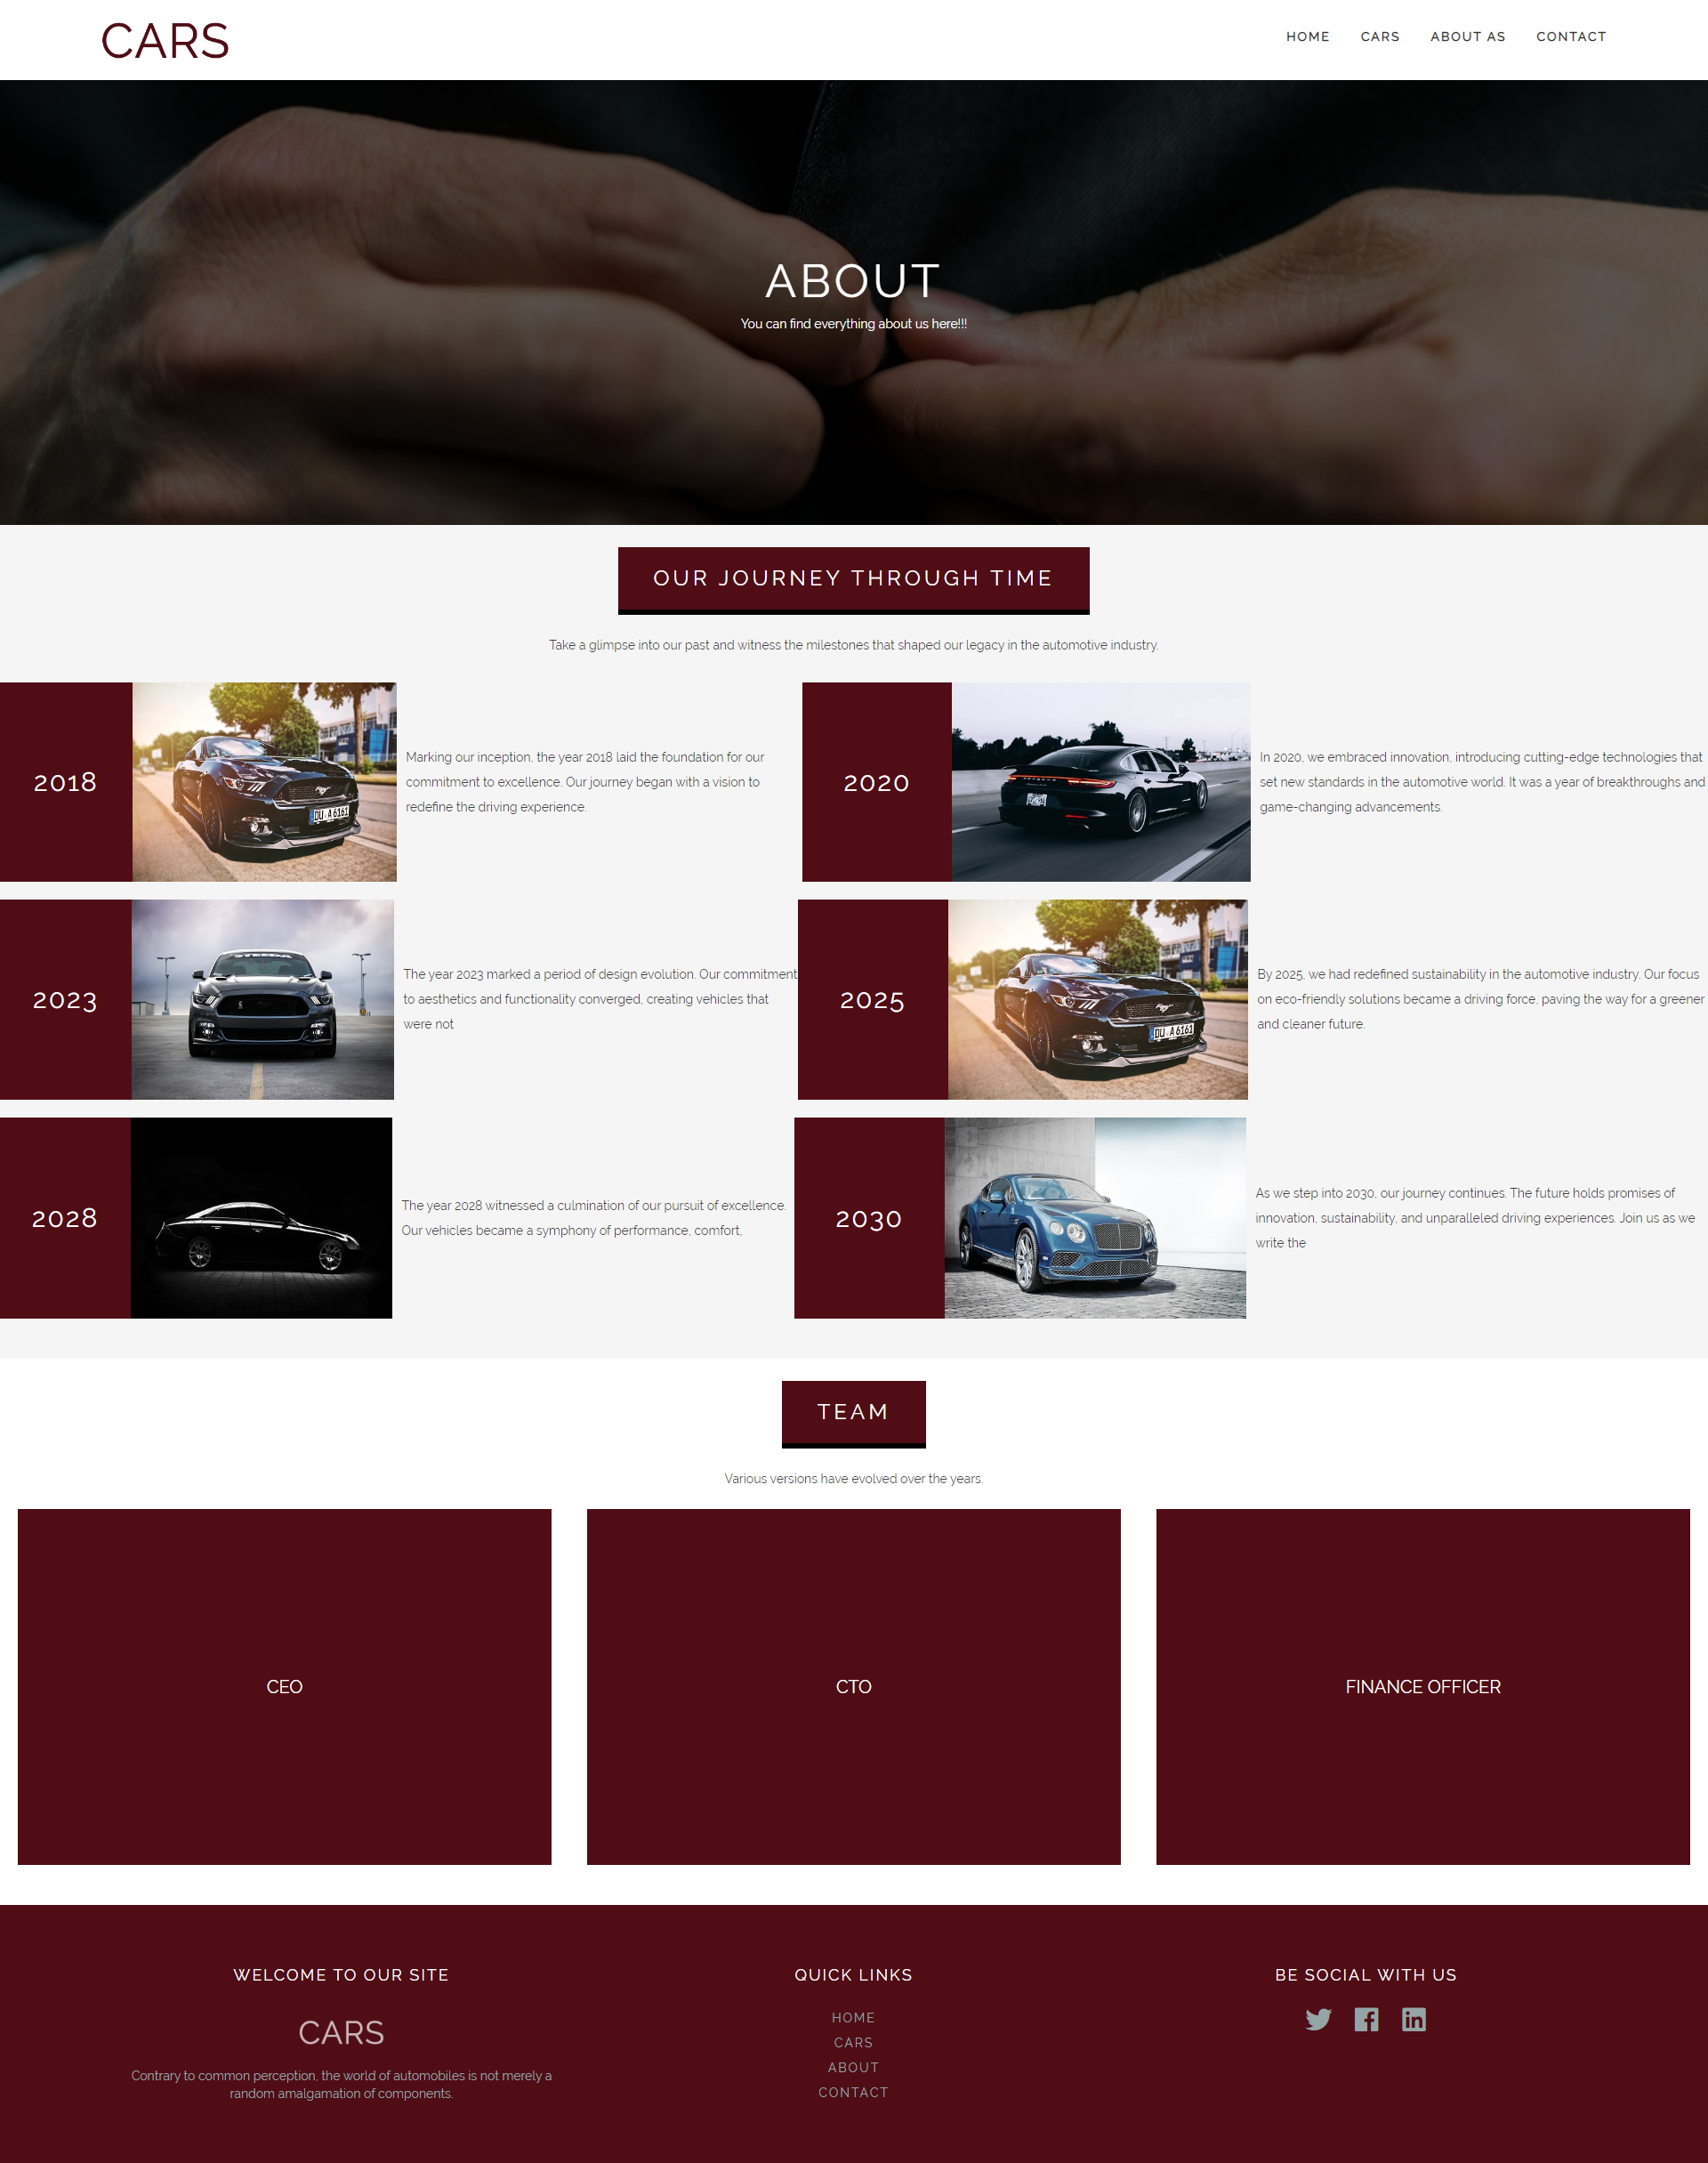 CARS
HOME CARS ABOUT AS CONTACT
ABOUT
You can find everything about us here!!!
OUR JOURNEY THROUGH TIME
Take a glimpse into our past and witness the milestones that shaped our legacy in the automotive industry.
2018
DU A 6161
Marking our inception, the year 2018 laid the foundation for our
commitment to excellence. Our journey began with a vision to
redefine the driving experience.
2020
In 2020, we embraced innovation, introducing cutting-edge technologies that
set new standards in the automotive world. It was a year of breakthroughs and
game-changing advancements.
2023
STEEDA
The year 2023 marked a period of design evolution. Our commitment
to aesthetics and functionality converged, creating vehicles that
were not
2025
DU A 6161
By 2025, we had redefined sustainability in the automotive industry. Our focus
on eco-friendly solutions became a driving force, paving the way for a greener
and cleaner future.
2028
The year 2028 witnessed a culmination of our pursuit of excellence.
Our vehicles became a symphony of performance, comfort,
2030
As we step into 2030, our journey continues. The future holds promises of
innovation, sustainability, and unparalleled driving experiences. Join us as we
write the
TEAM
Various versions have evolved over the years.
CEO
CTO
FINANCE OFFICER
WELCOME TO OUR SITE
CARS
Contrary to common perception, the world of automobiles is not merely a
random amalgamation of components.
QUICK LINKS
HOME
CARS
ABOUT
CONTACT
BE SOCIAL WITH US